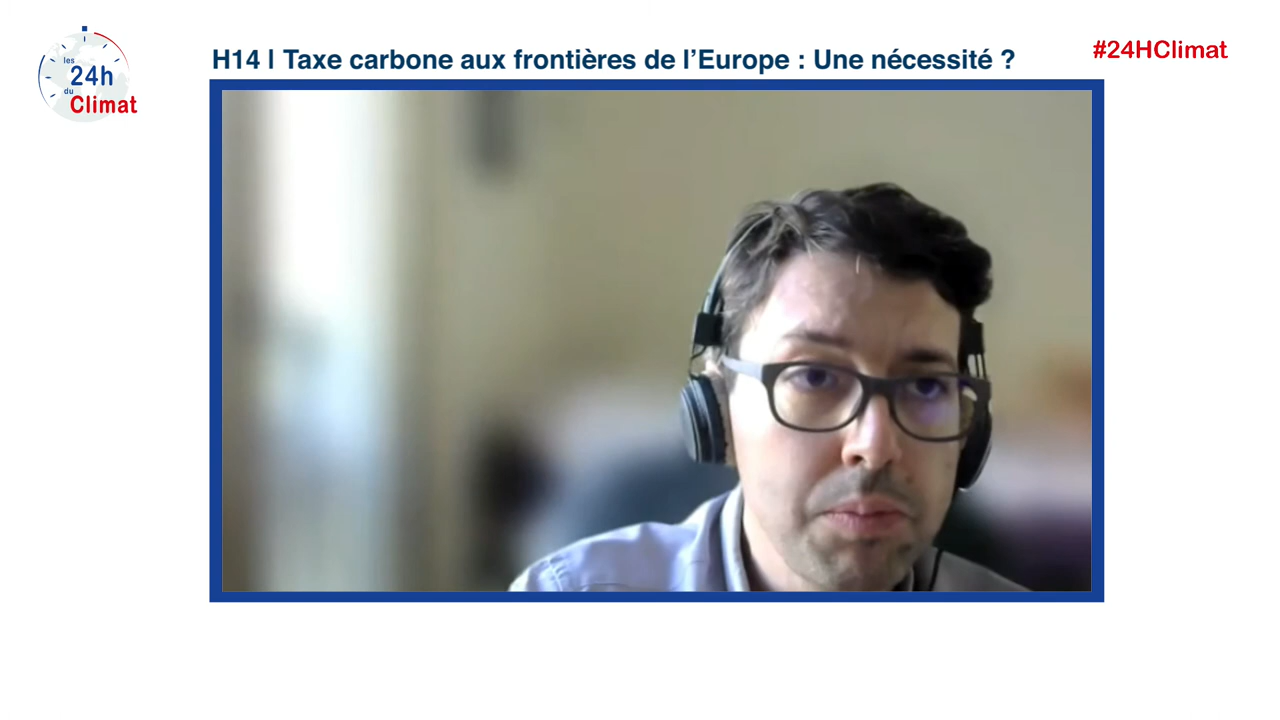 les
24h
du
Climat
H14 | Taxe carbone aux frontières de l’Europe : Une nécessité ?
#24HClimat